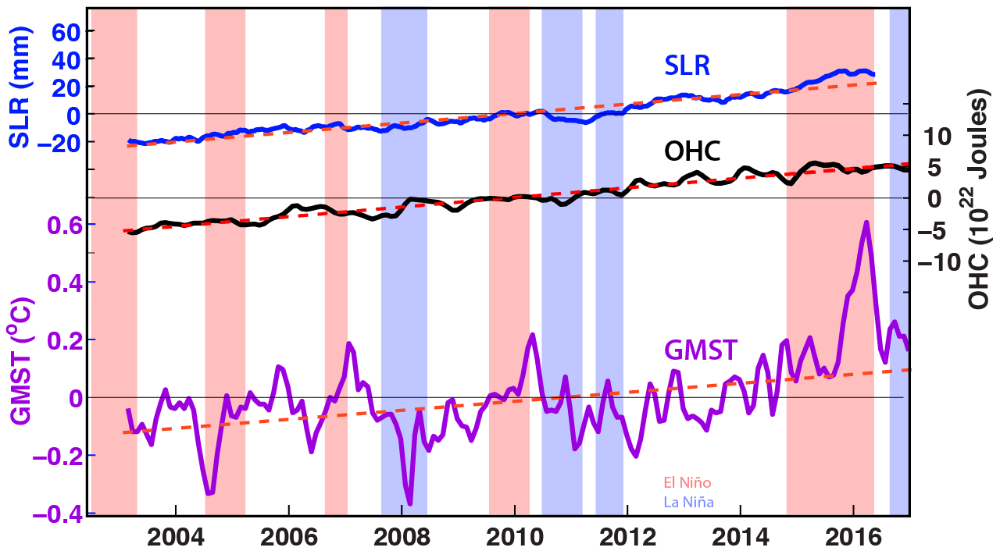 SLR (mm)
60
40
20
0
−20
SLR
OHC
OHC (10²² Joules)
10
5
0
−5
−10
GMST (°C)
0.6
0.4
0.2
0
−0.2
−0.4
GMST
El Niño
La Niña
2004 2006 2008 2010 2012 2014 2016